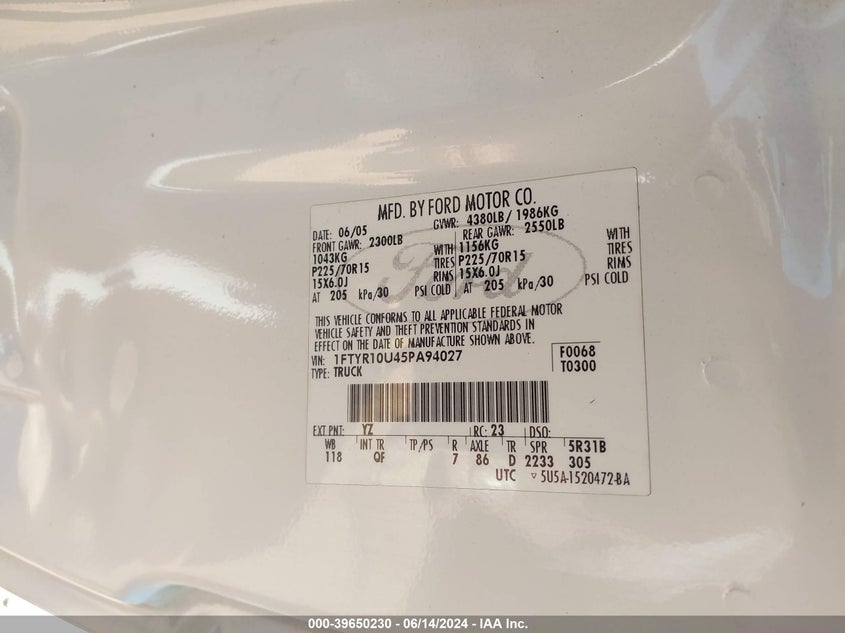 MFD. BY FORD MOTOR CO.
DATE: 06/05 GVWR: 4380LB/ 1986KG
FRONT GAWR: 2300LB REAR GAWR: 2550LB
1043KG WITH 1156KG WITH
P225/70R15 TIRES P225/70R15 TIRES
15X6.0J RIMS 15X6.0J RIMS
AT 205 kPa/30 PSI COLD AT 205 kPa/30 PSI COLD
Ford
THIS VEHICLE CONFORMS TO ALL APPLICABLE FEDERAL MOTOR
VEHICLE SAFETY AND THEFT PREVENTION STANDARDS IN
EFFECT ON THE DATE OF MANUFACTURE SHOWN ABOVE.
VIN: 1FTYR10U45PA94027 F0068
TYPE: TRUCK T0300
EXT PNT: YZ RC: 23 DSO:
WB INT TR TP/PS R AXLE TR SPR 5R31B
118 QF 7 86 D 2233 305
UTC ▿ 5U5A-1520472-BA
000-39650230 - 06/14/2024 - IAA Inc.